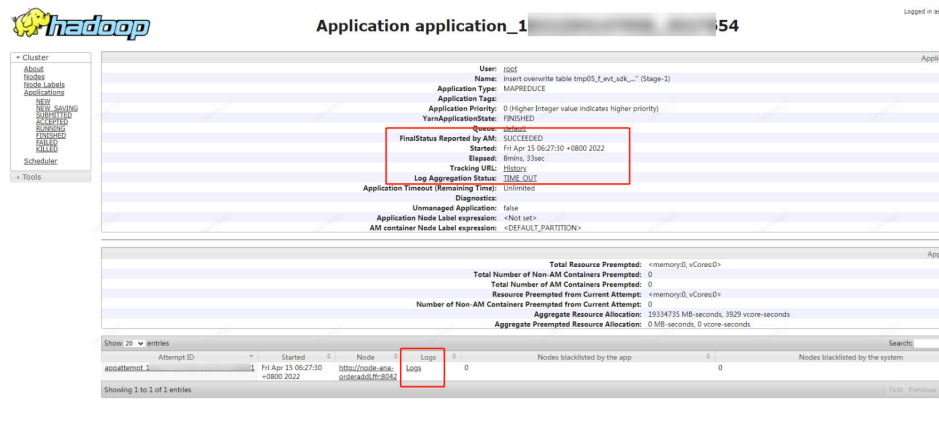 Logged in as
hadoop
Application application_1 54
Cluster
About
Nodes
Node Labels
Applications
NEW
NEW_SAVING
SUBMITTED
ACCEPTED
RUNNING
FINISHED
FAILED
KILLED
Scheduler
Tools
Appli
User: root
Name: insert overwrite table tmp05_f_evt_sdk_..." (Stage-1)
Application Type: MAPREDUCE
Application Tags:
Application Priority: 0 (Higher Integer value indicates higher priority)
YarnApplicationState: FINISHED
Queue: default
FinalStatus Reported by AM: SUCCEEDED
Started: Fri Apr 15 06:27:30 +0800 2022
Elapsed: 8mins, 33sec
Tracking URL: History
Log Aggregation Status: TIME_OUT
Application Timeout (Remaining Time): Unlimited
Diagnostics:
Unmanaged Application: false
Application Node Label expression: <Not set>
AM container Node Label expression: <DEFAULT_PARTITION>
App
Total Resource Preempted: <memory:0, vCores:0>
Total Number of Non-AM Containers Preempted: 0
Total Number of AM Containers Preempted: 0
Resource Preempted from Current Attempt: <memory:0, vCores:0>
Number of Non-AM Containers Preempted from Current Attempt: 0
Aggregate Resource Allocation: 19334735 MB-seconds, 3929 vcore-seconds
Aggregate Preempted Resource Allocation: 0 MB-seconds, 0 vcore-seconds
Show 20 entries Search:
Attempt ID Started Node Logs Nodes blacklisted by the app Nodes blacklisted by the system
appattempt_1 1 Fri Apr 15 06:27:30 +0800 2022 http://node-ana-orderaddLffr:8042 Logs 0 0
Showing 1 to 1 of 1 entries First Previous